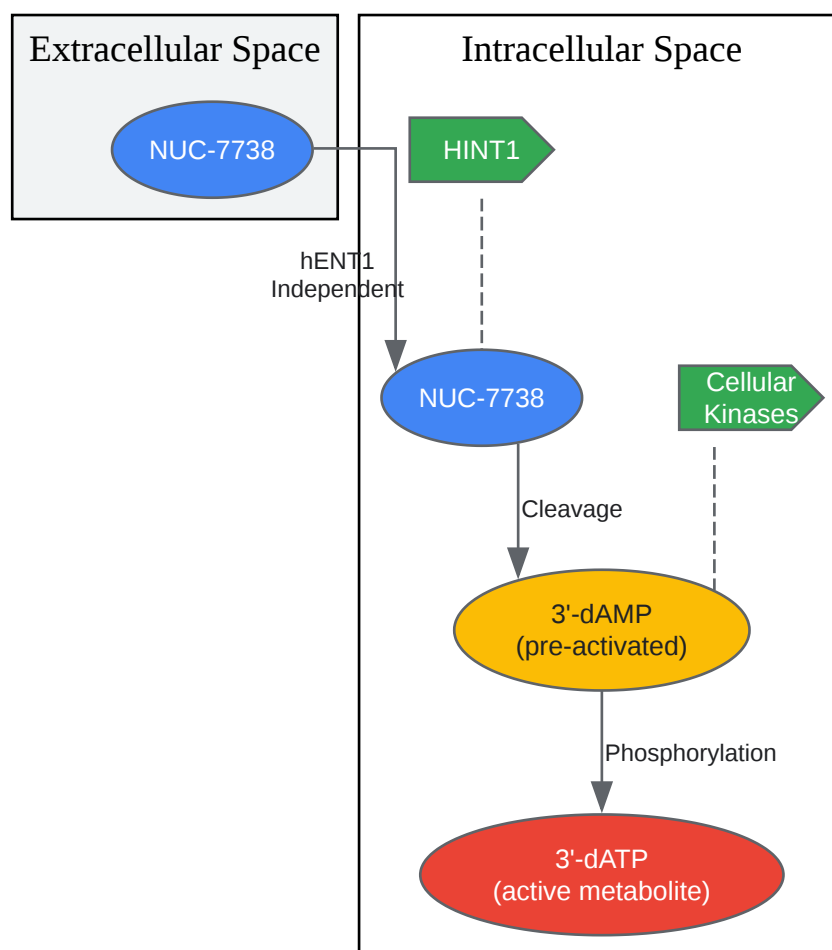 Extracellular Space
Intracellular Space
NUC-7738
HINT1
hENT1
Independent
NUC-7738
Cellular
Kinases
Cleavage
3'-dAMP
(pre-activated)
Phosphorylation
3'-dATP
(active metabolite)